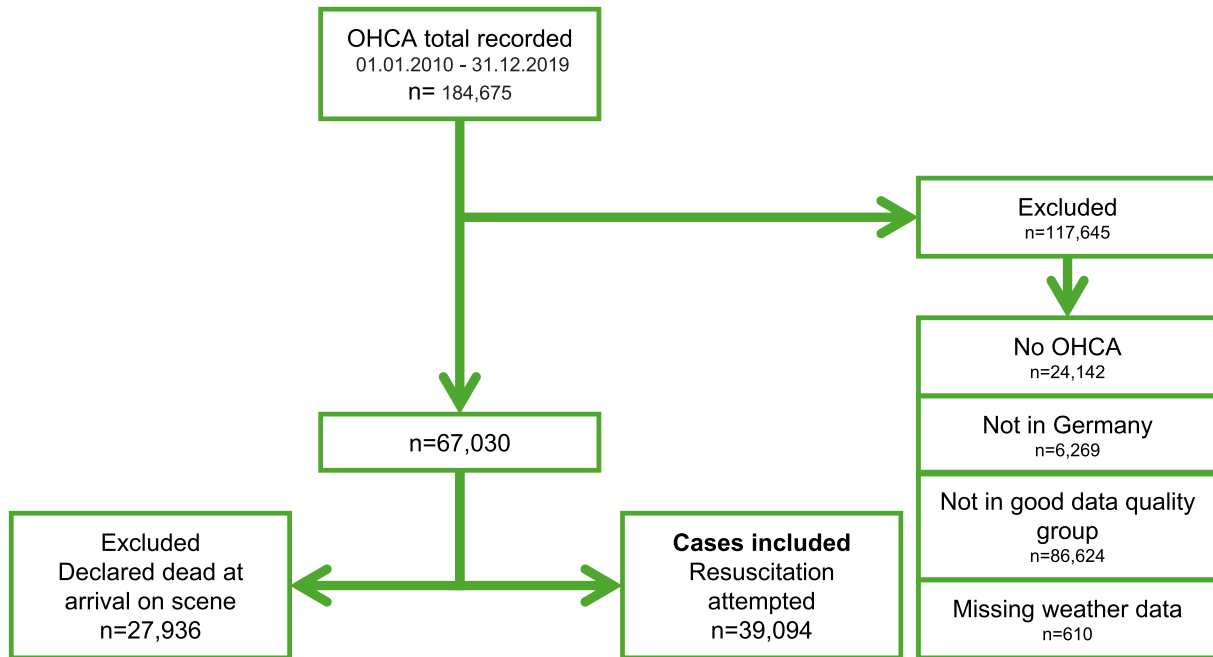 OHCA total recorded
01.01.2010 - 31.12.2019
n= 184,675
Excluded
n=117,645
No OHCA
n=24,142
Not in Germany
n=6,269
Not in good data quality
group
n=86,624
Missing weather data
n=610
n=67,030
Excluded
Declared dead at
arrival on scene
n=27,936
Cases included
Resuscitation
attempted
n=39,094